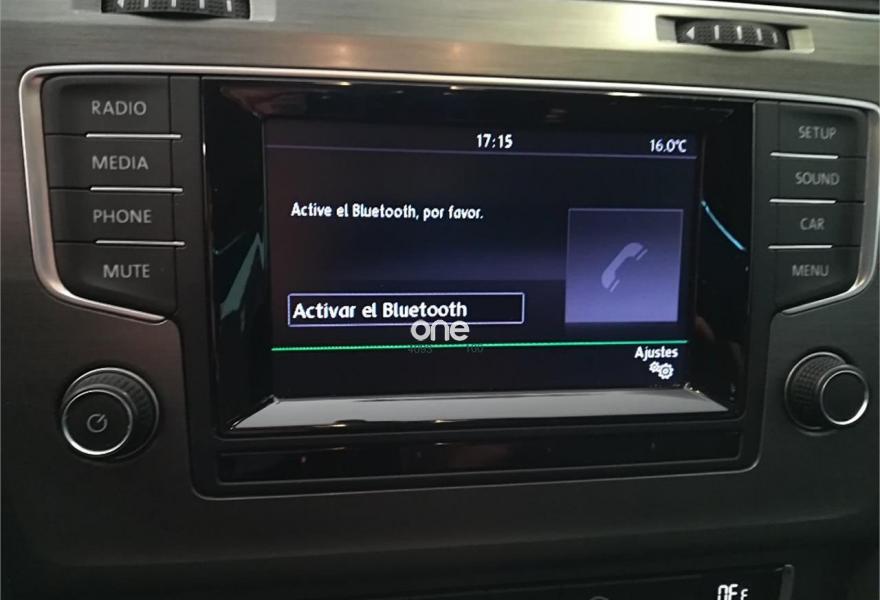 RADIO
MEDIA
PHONE
MUTE
17:15
16.0°C
Active el Bluetooth, por favor.
Activar el Bluetooth
one
Ajustes
SETUP
SOUND
CAR
MENU
OFF